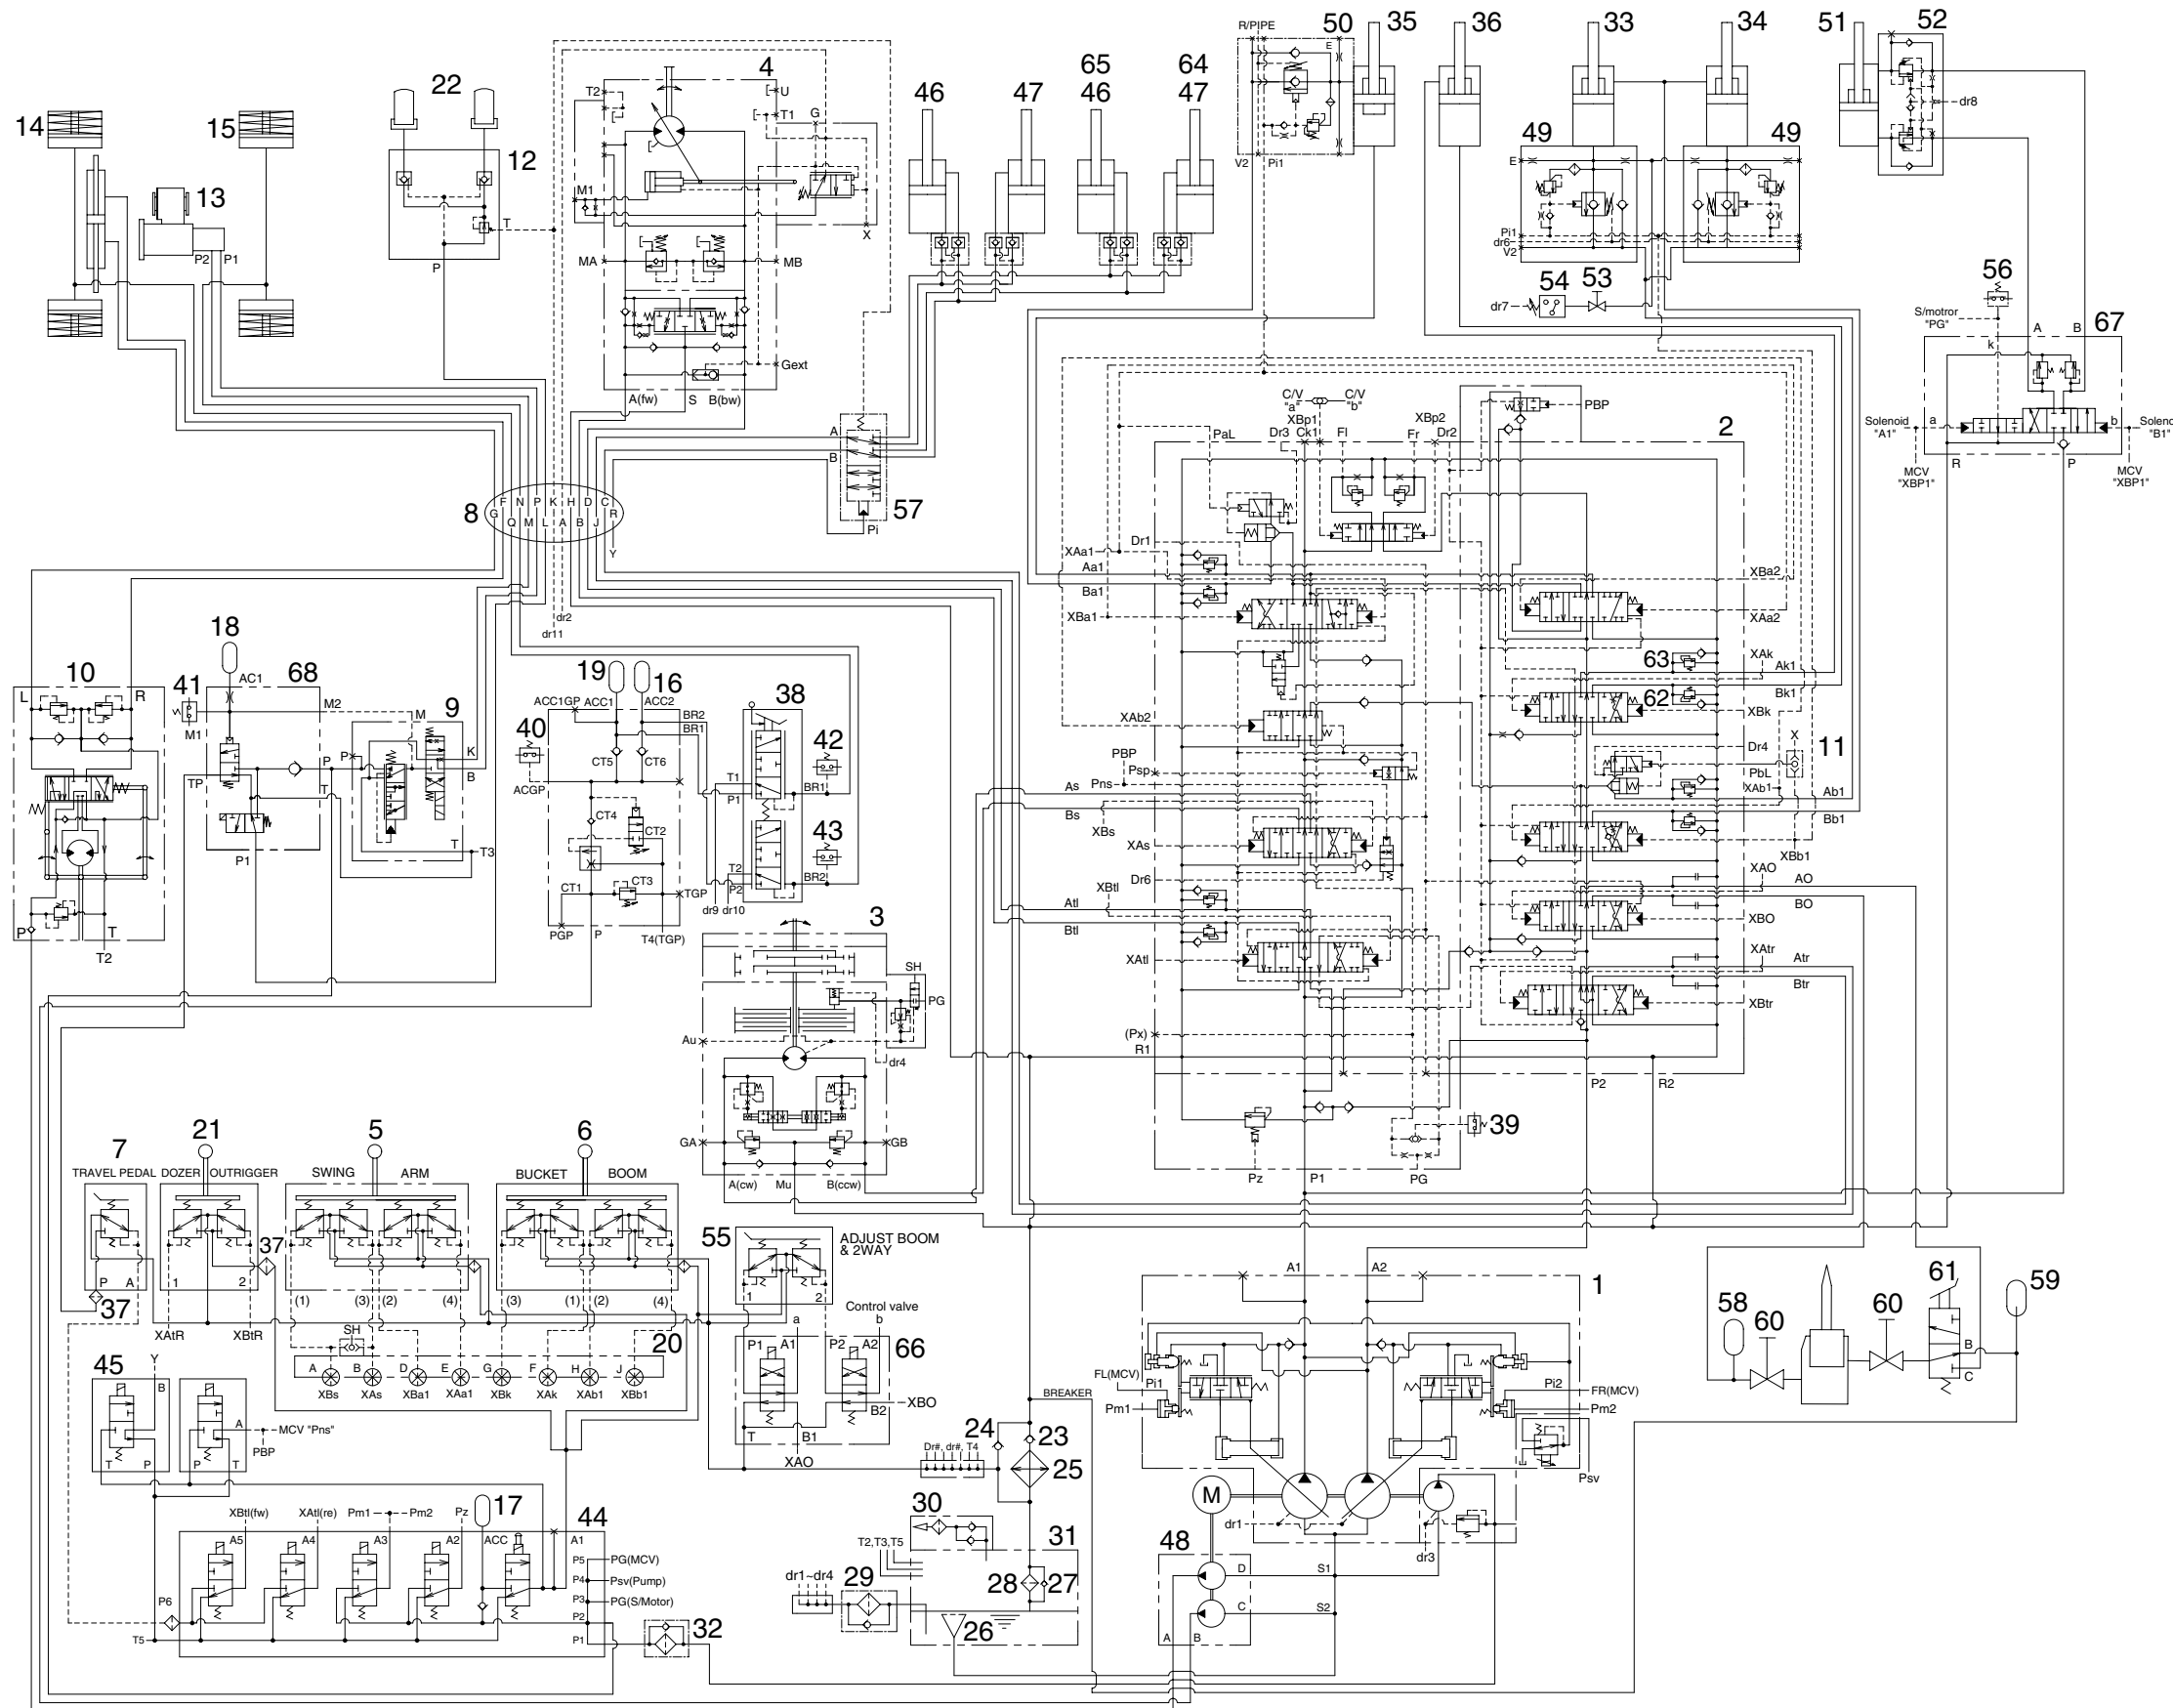 14
15
13
P2 P1
22
12
T
P
4
T2
U
T1
G
M1
X
MA
MB
Gext
A(fw) S B(bw)
46
47
65
46
64
47
R/PIPE
50
E
V2 Pi1
35
36
33
34
49
49
E
Pi1
dr6
V2
54
53
dr7
51
52
dr8
56
S/motror
"PG"
A B
67
k
Solenoid
"A1"
a
b
Solenc
"B1"
R
P
MCV
"XBP1"
MCV
"XBP1"
A
B
57
Pi
8
G F Q N M P L K A H B D J C R
Y
dr2
dr11
C/V
"a"
C/V
"b"
XBp1
XBp2
PaL
Dr3 Ck1 Fl Fr Dr2
PBP
2
Dr1
XAa1
Aa1
Ba1
XBa1
XBa2
XAa2
XAk
63
Ak1
Bk1
62
XBk
Dr4
X
11
PbL
XAb1
Ab1
Bb1
XBb1
XAb2
PBP
Psp
Pns
As
Bs
XBs
XAs
Dr6
XBtl
Atl
Btl
XAtl
XAO
AO
BO
XBO
XAtr
Atr
Btr
XBtr
(Px)
R1
P2
R2
39
Pz
P1
PG
10
L R
P
T
T2
18
AC1
41
M1
68
M2
M
9
P
P
K
B
TP
T
T
T3
P1
19
16
ACC1GP ACC1 ACC2
BR2
BR1
40
ACGP
CT5 CT6
CT4
CT2
CT1
CT3
TGP
PGP
P
T4(TGP)
38
42
T1
P1
BR1
43
T2
P2
BR2
dr9 dr10
3
SH
PG
Au
dr4
GA
GB
A(cw) Mu B(ccw)
7
TRAVEL PEDAL
21
DOZER OUTRIGGER
5
SWING ARM
6
BUCKET BOOM
37
P A
1 2
37
XAtR XBtR
(1) (3) (2) (4)
(3) (1) (2) (4)
SH
20
A B D E G F H J
XBs XAs XBa1 XAa1 XBk XAk XAb1 XBb1
55
ADJUST BOOM
& 2WAY
1 2
Control valve
a b
P1 A1 P2 A2
66
B2
XBO
T B1
XAO
45
Y
B
T P
A
MCV "Pns"
PBP
P T
17
44
XBtl(fw) XAtl(re) Pm1 Pm2 Pz
A5 A4 A3 A2 ACC A1
P5 PG(MCV)
P4 Psv(Pump)
P3 PG(S/Motor)
P2
P1
P6
T5
32
BREAKER
24
23
Dr#, dr#, T4
25
30
31
T2,T3,T5
dr1~dr4
29
28
27
26
A1 A2
1
FL(MCV)
Pi1
Pm1
Pi2
FR(MCV)
Pm2
Psv
M
dr1
dr3
48
D
S1
C
S2
A B
58
60
60
61
59
B
C